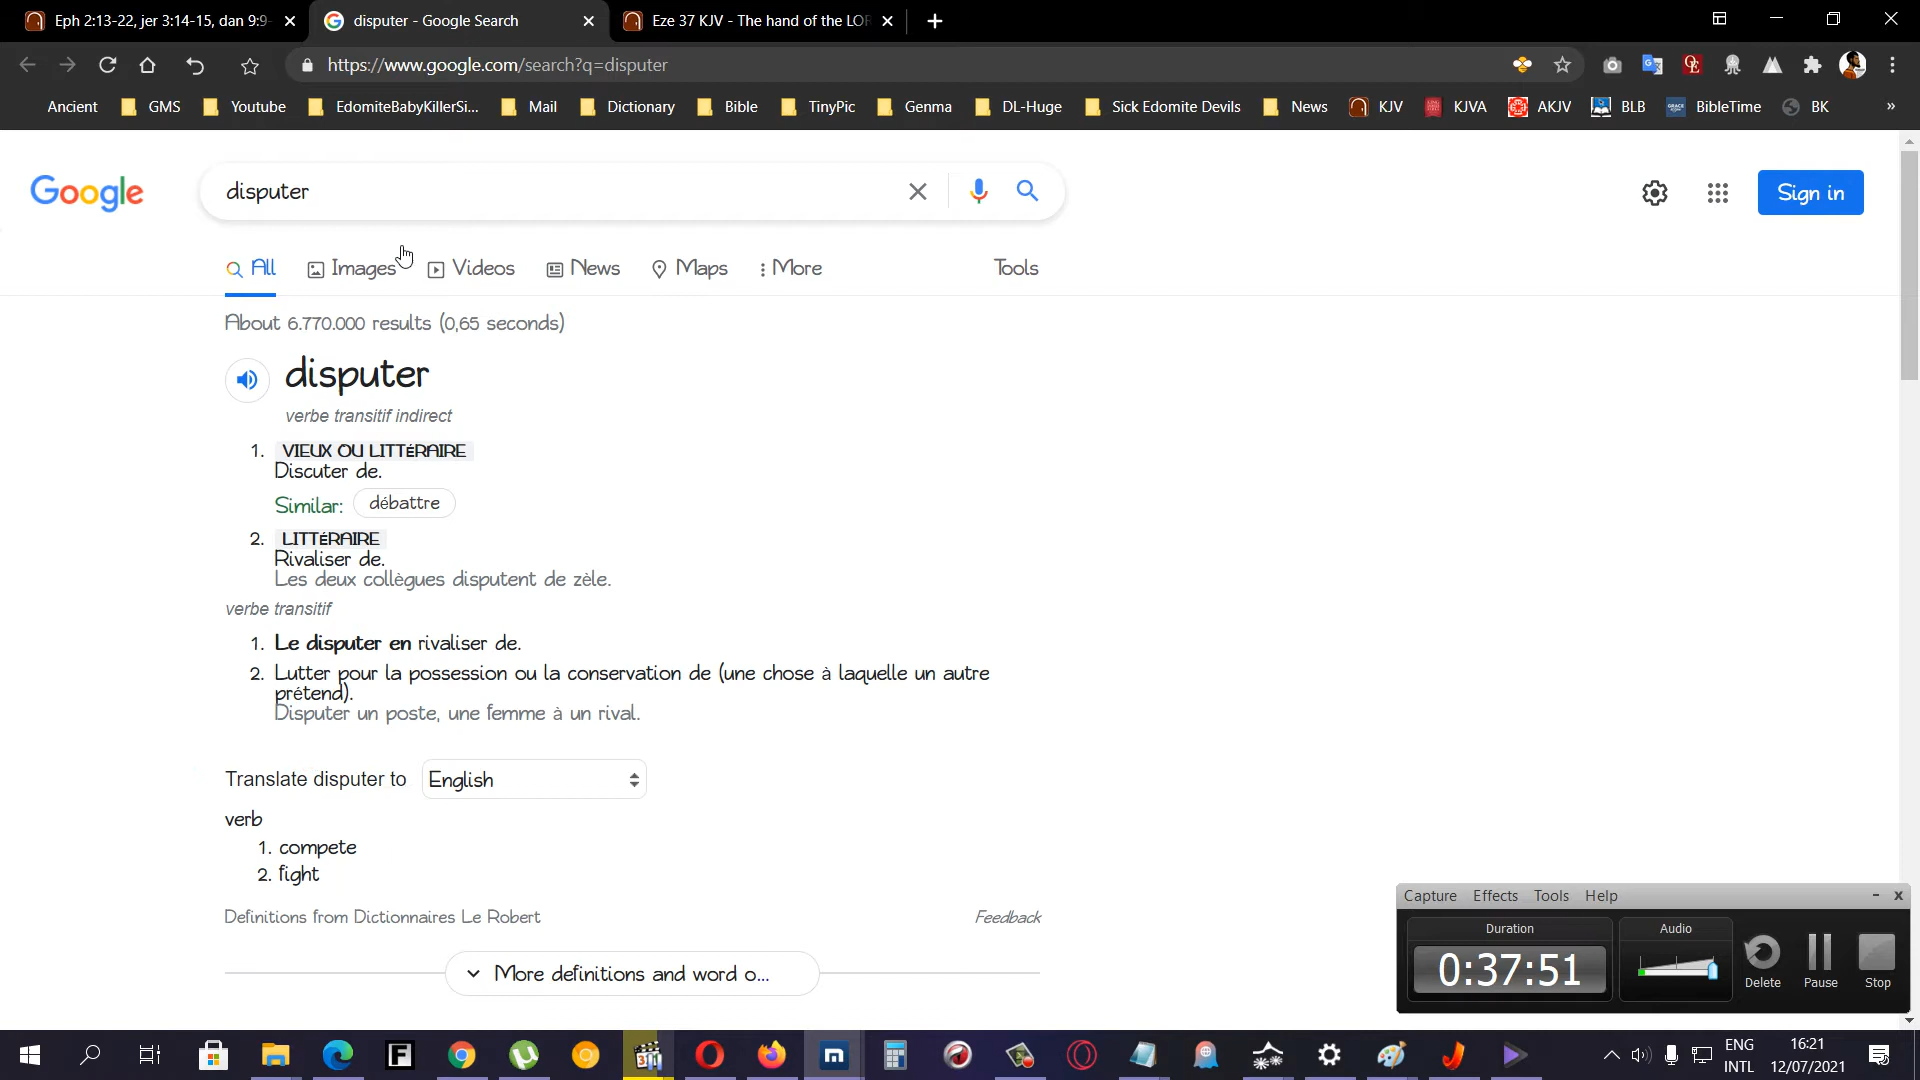 Eph 2:13-22, jer 3:14-15, dan 9:9-
disputer - Google Search
Eze 37 KJV - The hand of the LOR
https://www.google.com/search?q=disputer
Ancient
GMS
Youtube
EdomiteBabyKillerSi...
Mail
Dictionary
Bible
TinyPic
Genma
DL-Huge
Sick Edomite Devils
News
KJV
KJVA
AKJV
BLB
BibleTime
BK
»
Google
disputer
Sign in
All
Images
Videos
News
Maps
More
Tools
About 6.770.000 results (0,65 seconds)
disputer
verbe transitif indirect
1. VIEUX OU LITTÉRAIRE
Discuter de.
Similar: débattre
2. LITTÉRAIRE
Rivaliser de.
Les deux collègues disputent de zèle.
verbe transitif
1. Le disputer en rivaliser de.
2. Lutter pour la possession ou la conservation de (une chose à laquelle un autre
prétend).
Disputer un poste, une femme à un rival.
Translate disputer to English
verb
1. compete
2. fight
Definitions from Dictionnaires Le Robert
Feedback
More definitions and word o...
Capture Effects Tools Help
Duration
Audio
0:37:51
Delete
Pause
Stop
ENG
INTL
16:21
12/07/2021